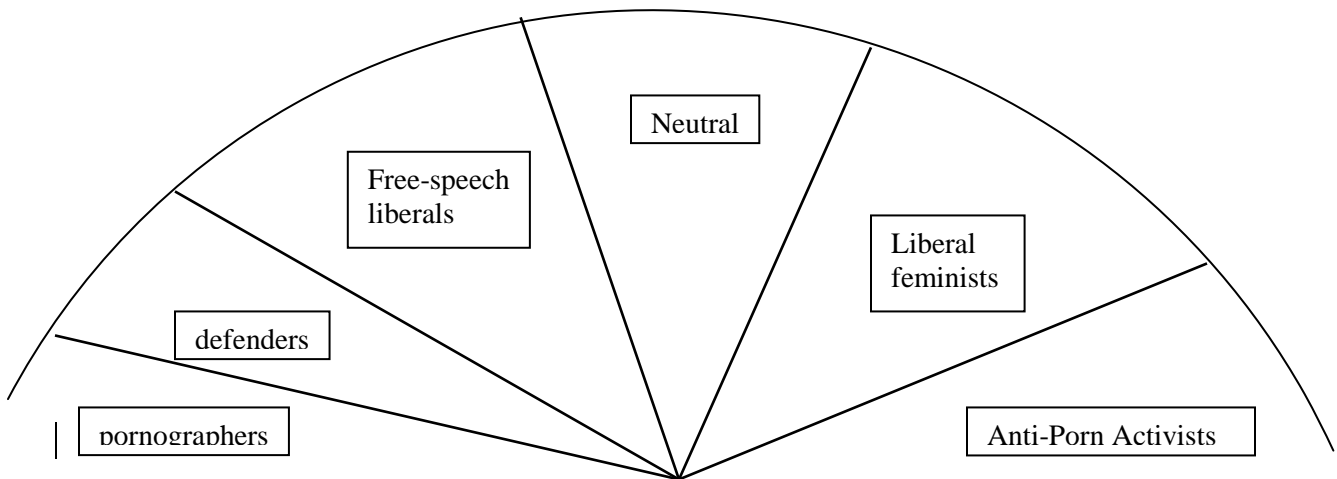 Neutral
Free-speech
liberals
Liberal
feminists
defenders
pornographers
Anti-Porn Activists